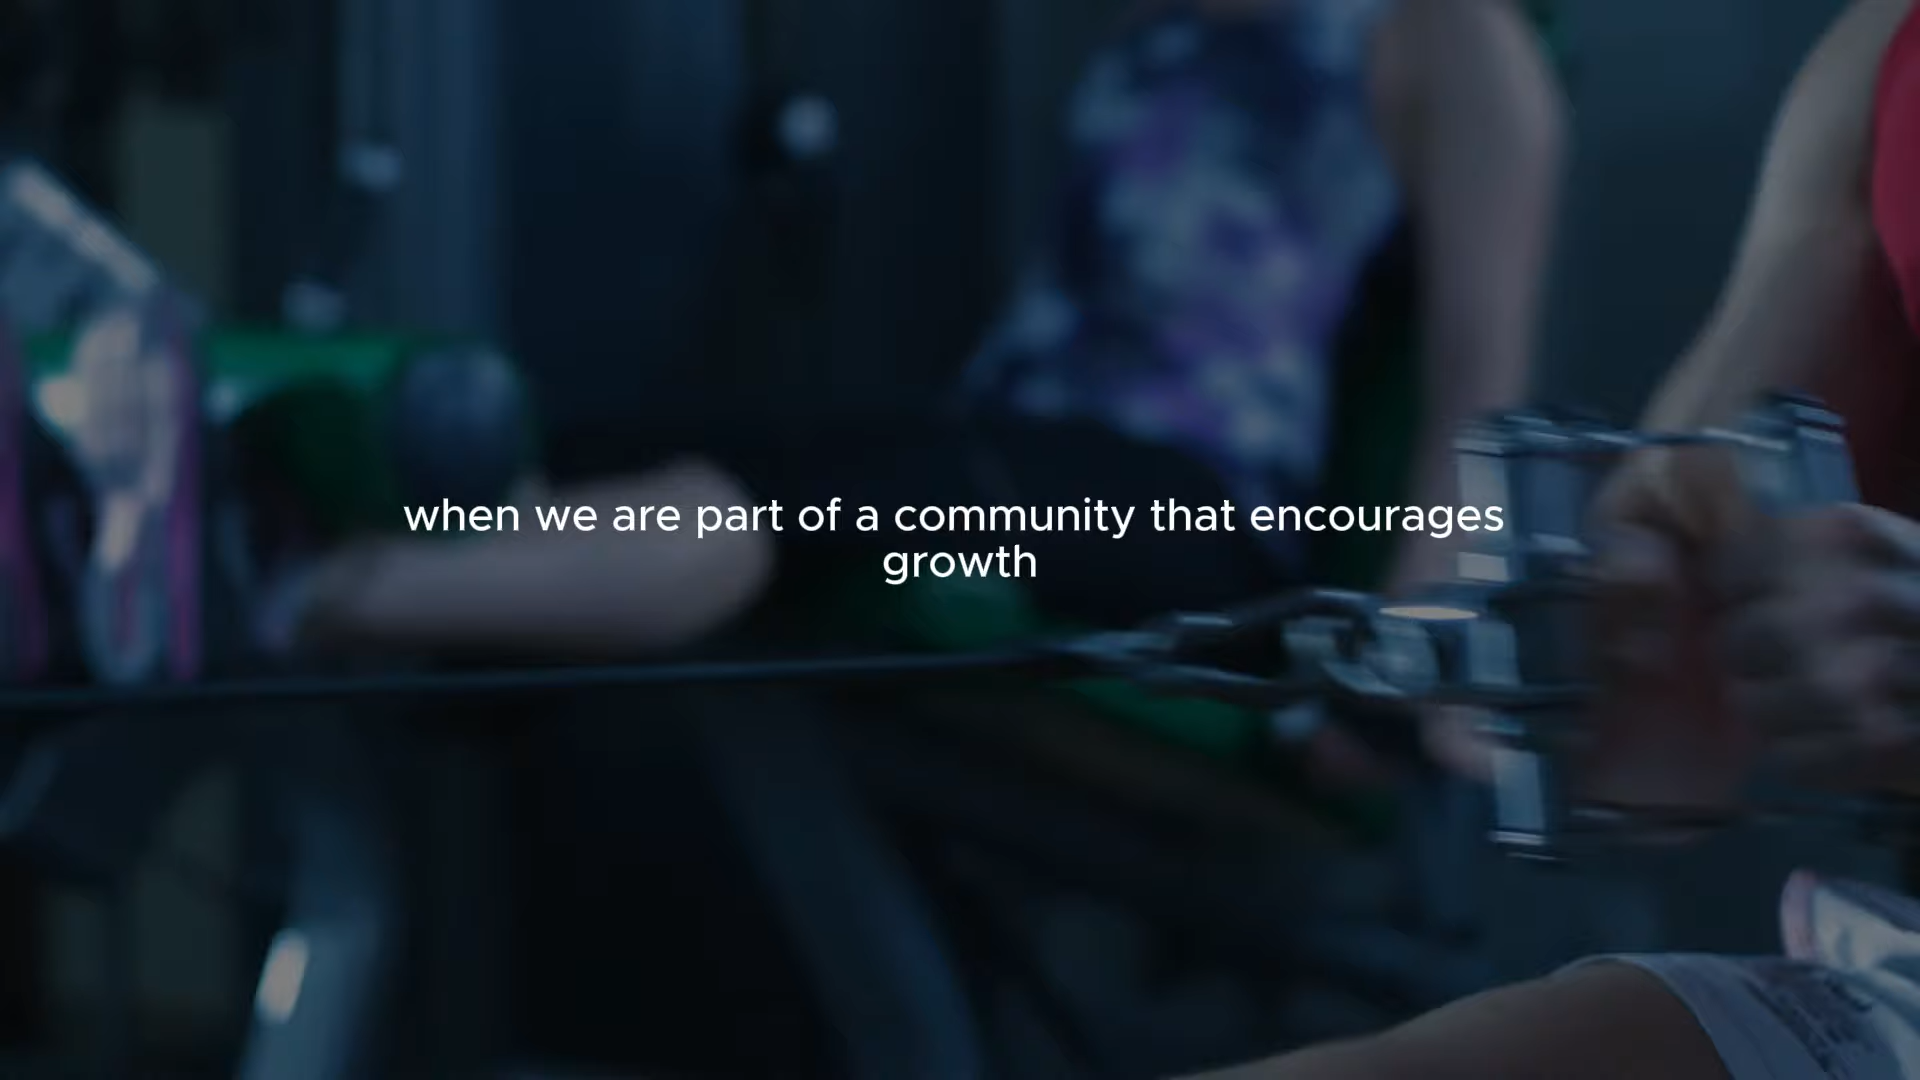 when we are part of a community that encourages
growth